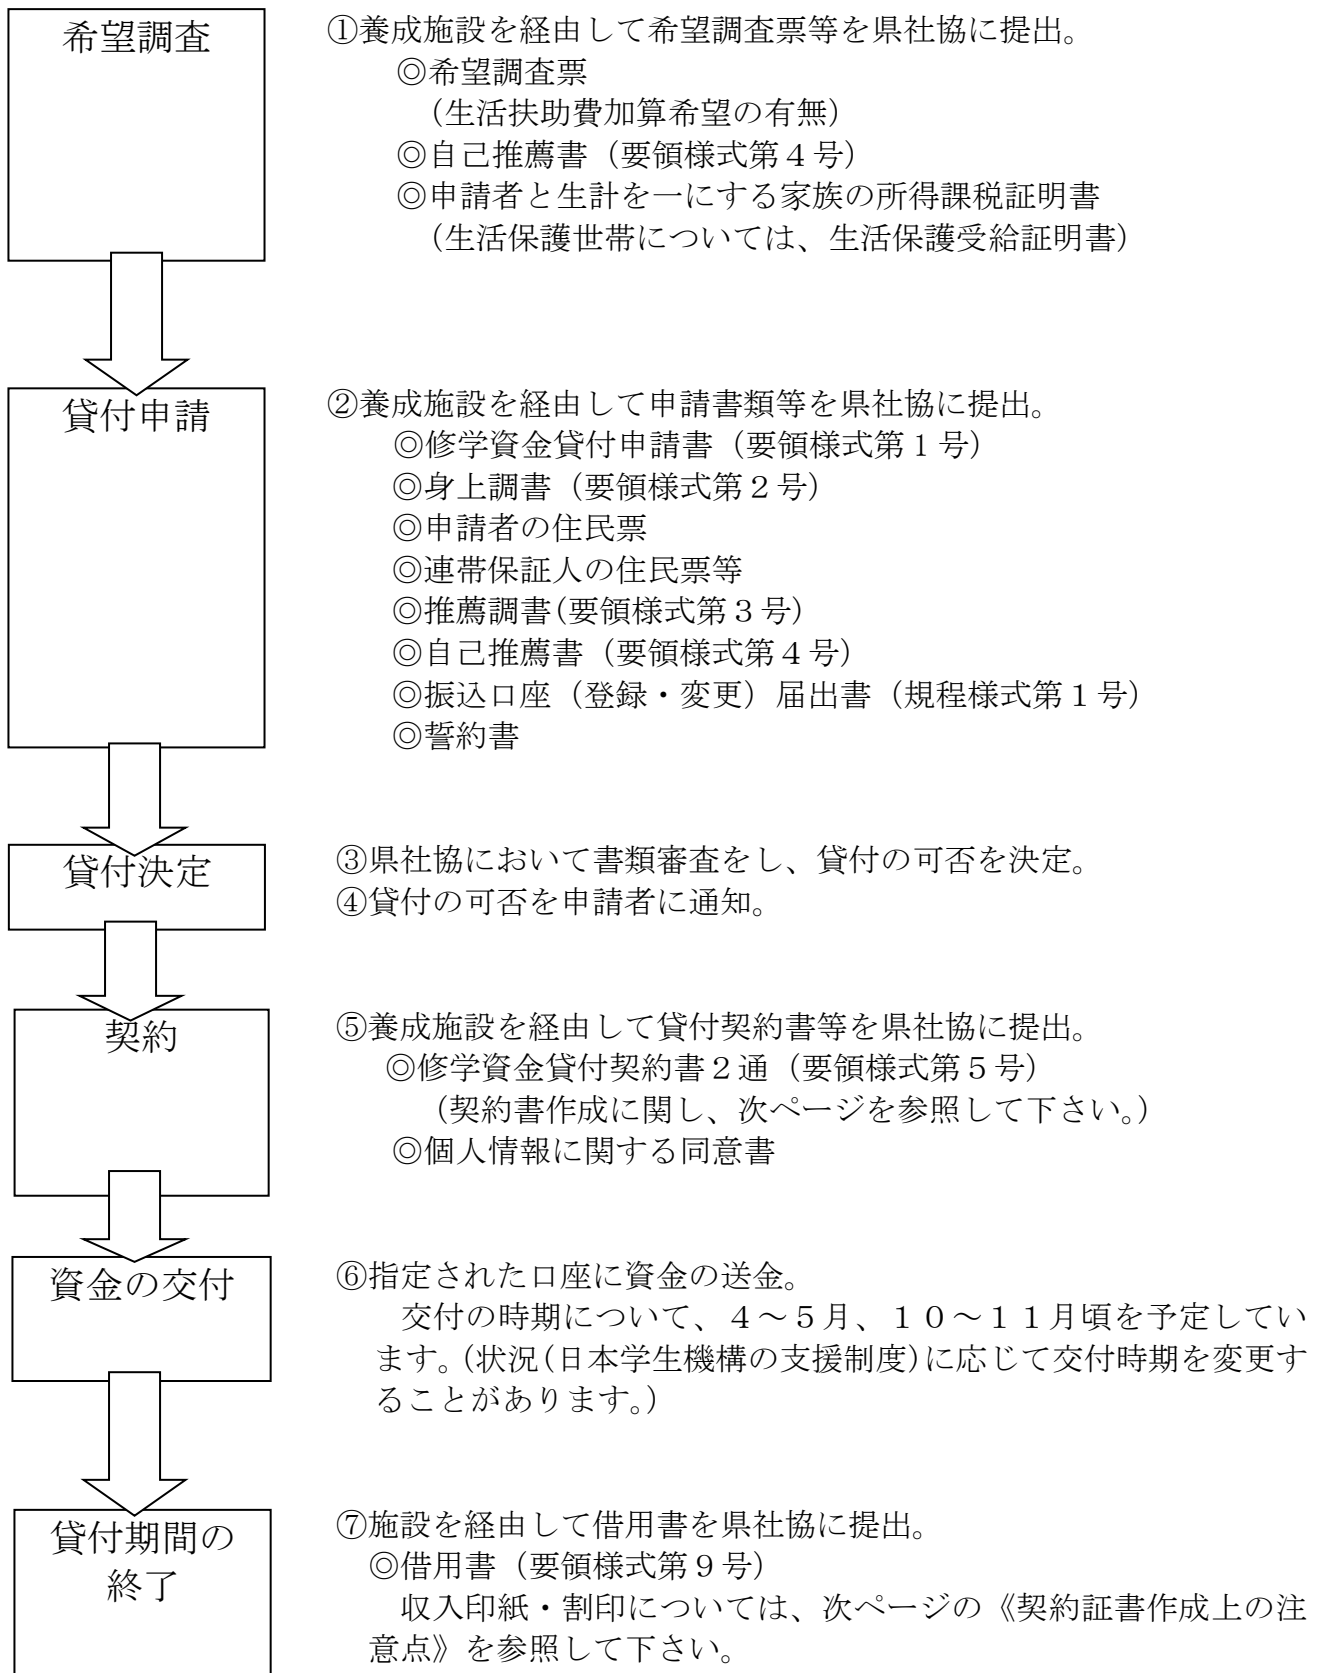 希望調査
①養成施設を経由して希望調査票等を県社協に提出。
◎希望調査票
（生活扶助費加算希望の有無）
◎自己推薦書（要領様式第４号）
◎申請者と生計を一にする家族の所得課税証明書
（生活保護世帯については、生活保護受給証明書）
貸付申請
②養成施設を経由して申請書類等を県社協に提出。
◎修学資金貸付申請書（要領様式第１号）
◎身上調書（要領様式第２号）
◎申請者の住民票
◎連帯保証人の住民票等
◎推薦調書(要領様式第３号）
◎自己推薦書（要領様式第４号）
◎振込口座（登録・変更）届出書（規程様式第１号）
◎誓約書
貸付決定
③県社協において書類審査をし、貸付の可否を決定。
④貸付の可否を申請者に通知。
契約
⑤養成施設を経由して貸付契約書等を県社協に提出。
◎修学資金貸付契約書２通（要領様式第５号）
（契約書作成に関し、次ページを参照して下さい。）
◎個人情報に関する同意書
資金の交付
⑥指定された口座に資金の送金。
交付の時期について、４～５月、１０～１１月頃を予定してい
ます。（状況(日本学生機構の支援制度)に応じて交付時期を変更す
ることがあります。）
貸付期間の
終了
⑦施設を経由して借用書を県社協に提出。
◎借用書（要領様式第９号）
収入印紙・割印については、次ページの《契約証書作成上の注
意点》を参照して下さい。